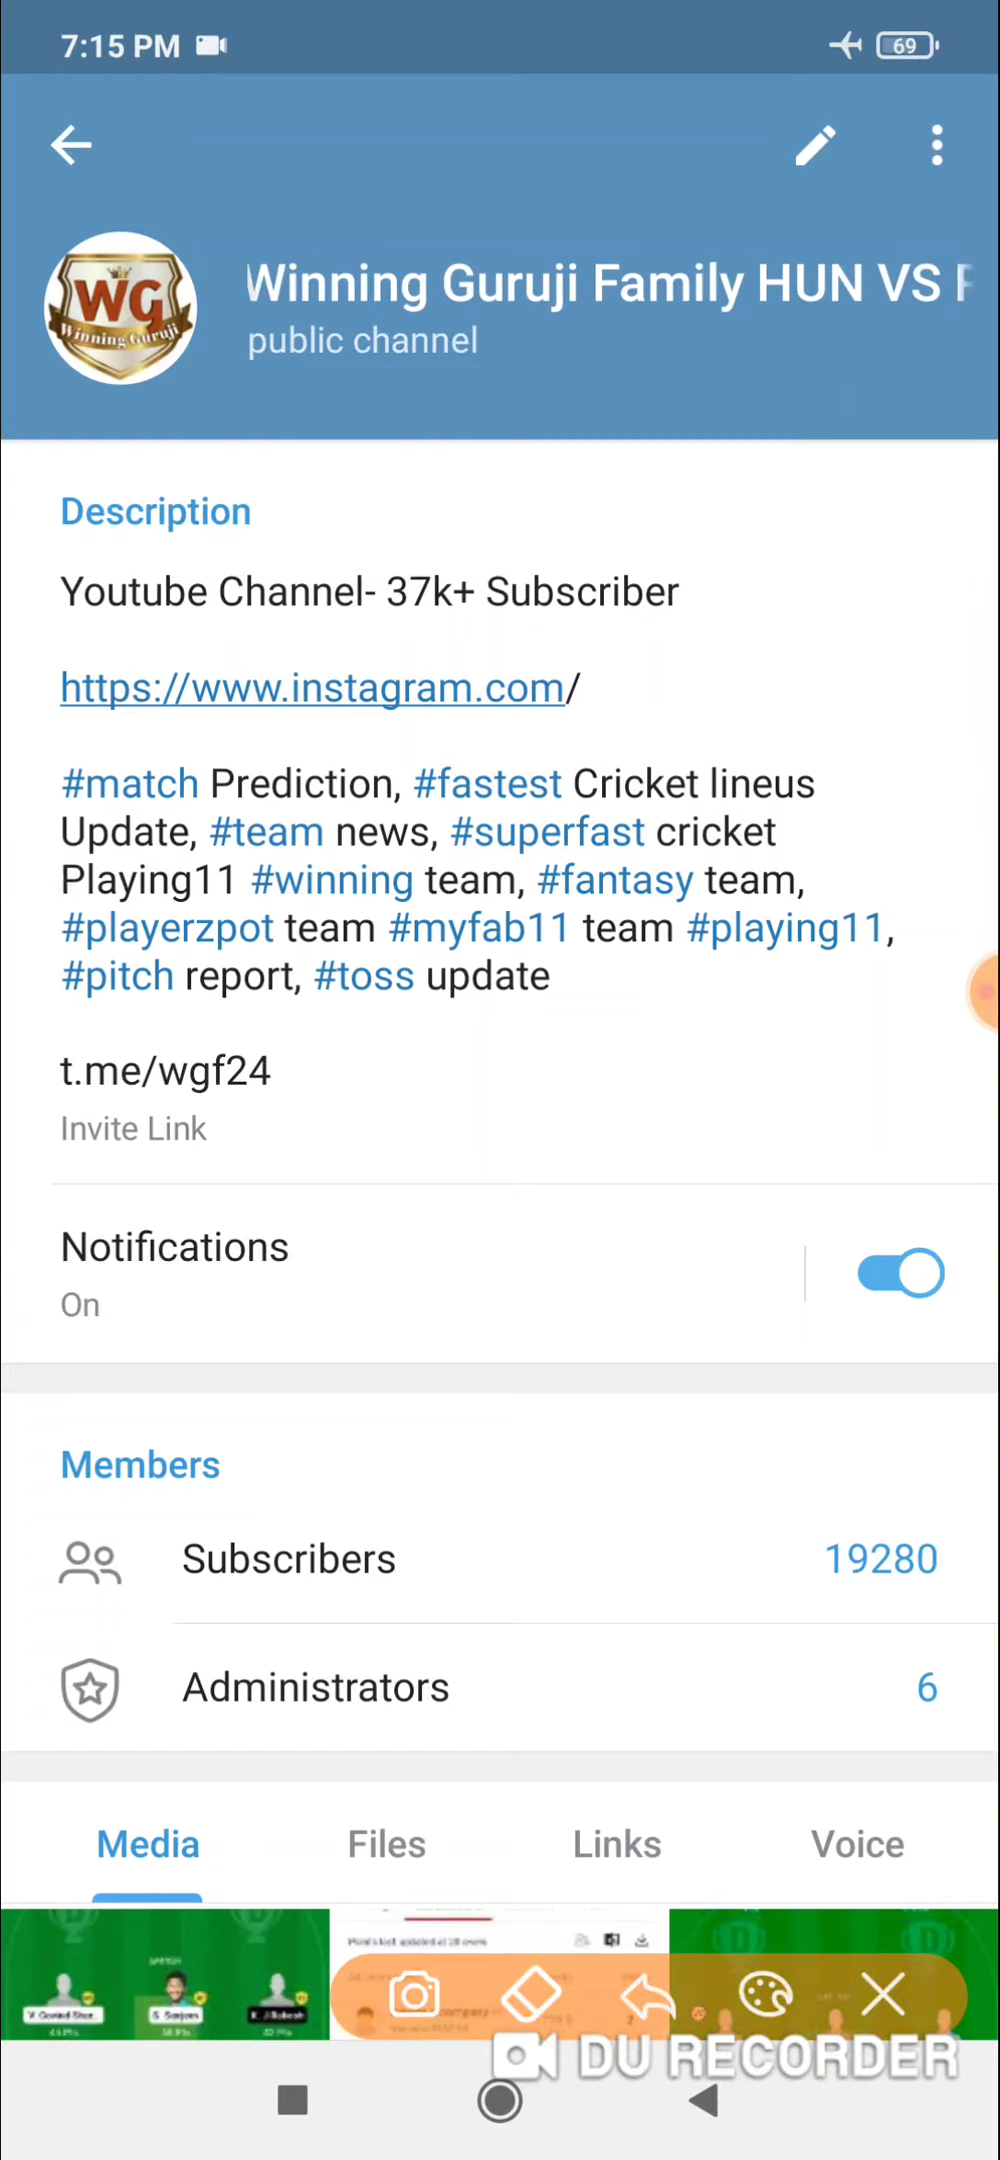 7:15 PM
69
WG
Winning Guruji
Winning Guruji Family HUN VS
public channel
Description
Youtube Channel- 37k+ Subscriber
https://www.instagram.com/
#match Prediction, #fastest Cricket lineus
Update, #team news, #superfast cricket
Playing11 #winning team, #fantasy team,
#playerzpot team #myfab11 team #playing11,
#pitch report, #toss update
t.me/wgf24
Invite Link
Notifications
On
Members
Subscribers 19280
Administrators 6
Media Files Links Voice
DU RECORDER